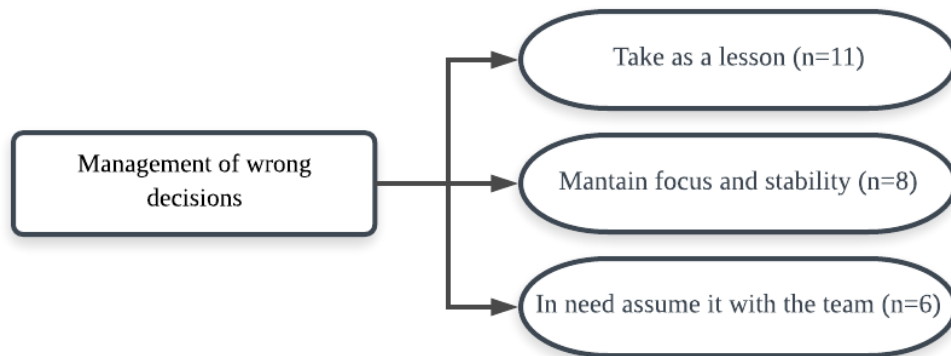 Management of wrong
decisions
Take as a lesson (n=11)
Mantain focus and stability (n=8)
In need assume it with the team (n=6)